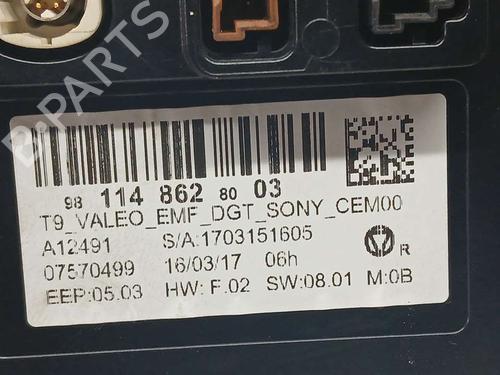 B-PARTS
98 114 862 80 03
T9_VALEO_EMF_DGT_SONY_CEM00
A12491 S/A:1703151605
07570499 16/03/17 06h R
EEP:05.03 HW: F.02 SW:08.01 M:0B